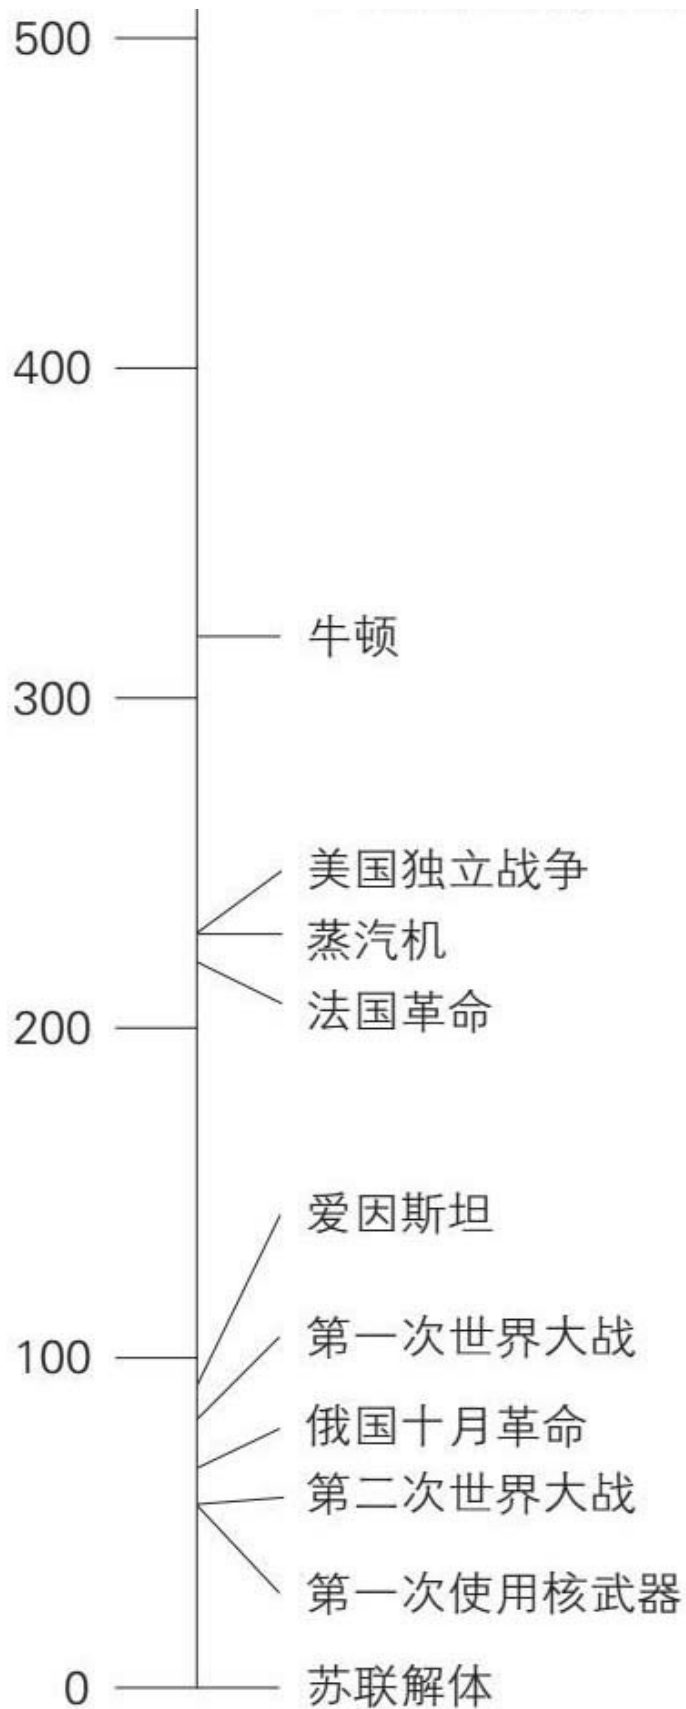 500
400
牛顿
300
美国独立战争
蒸汽机
法国革命
200
爱因斯坦
第一次世界大战
100
俄国十月革命
第二次世界大战
第一次使用核武器
0 苏联解体